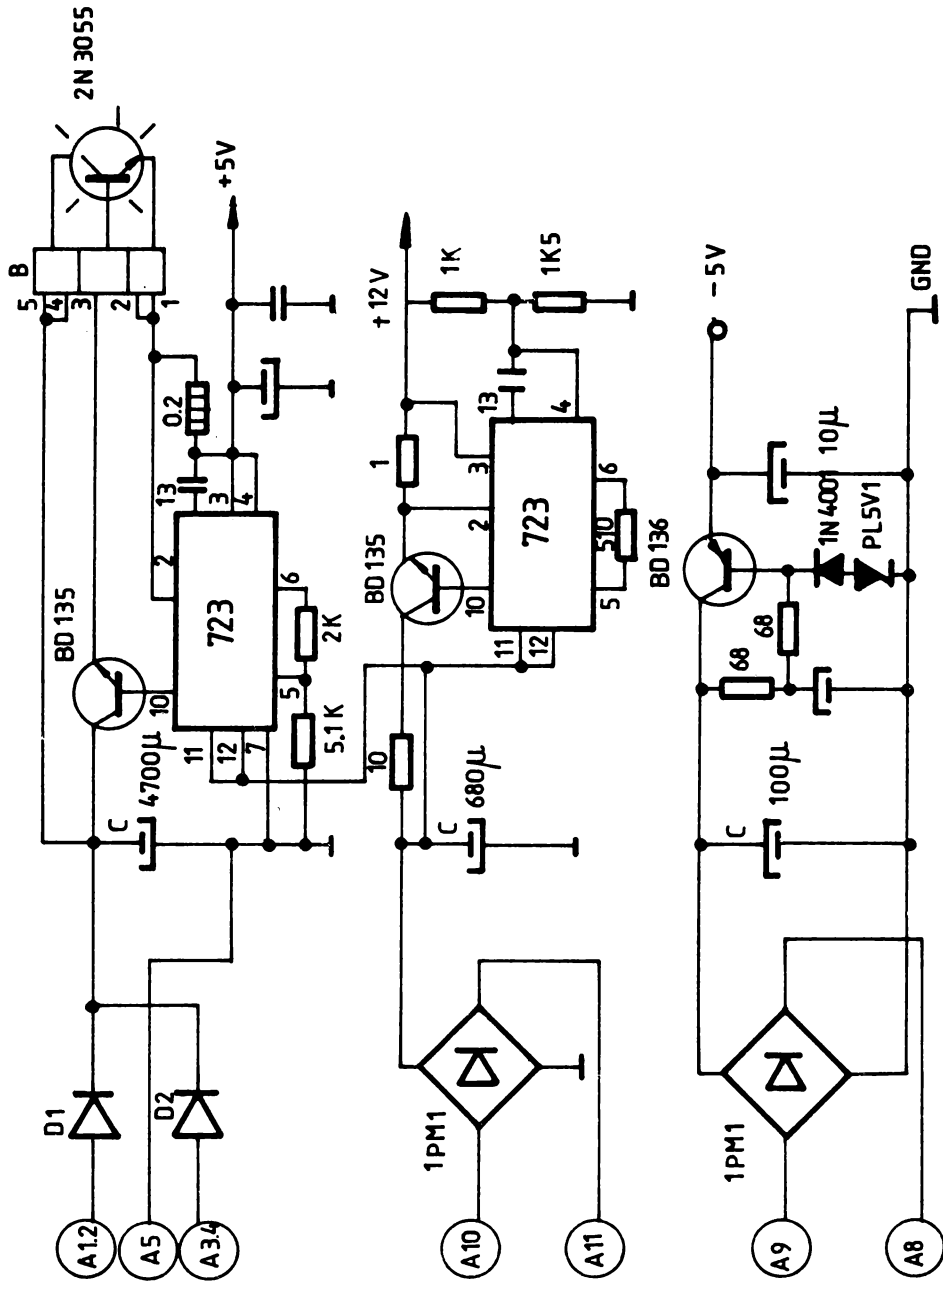 2N 3055
B
5
4
3
2
1
+5V
BD 135
0.2
13
3
4
2
723
6
2K
10
5
5.1K
11
12
7
C
4700µ
D1
D2
A1.2
A5
A3.4
+12V
1K
1K5
1
13
4
3
2
723
6
510
BD 135
10
5
11
12
10
C
680µ
1PM1
A10
A11
-5V
GND
10µ
1N 4001
PL5V1
BD 136
68
68
C
100µ
1PM1
A9
A8